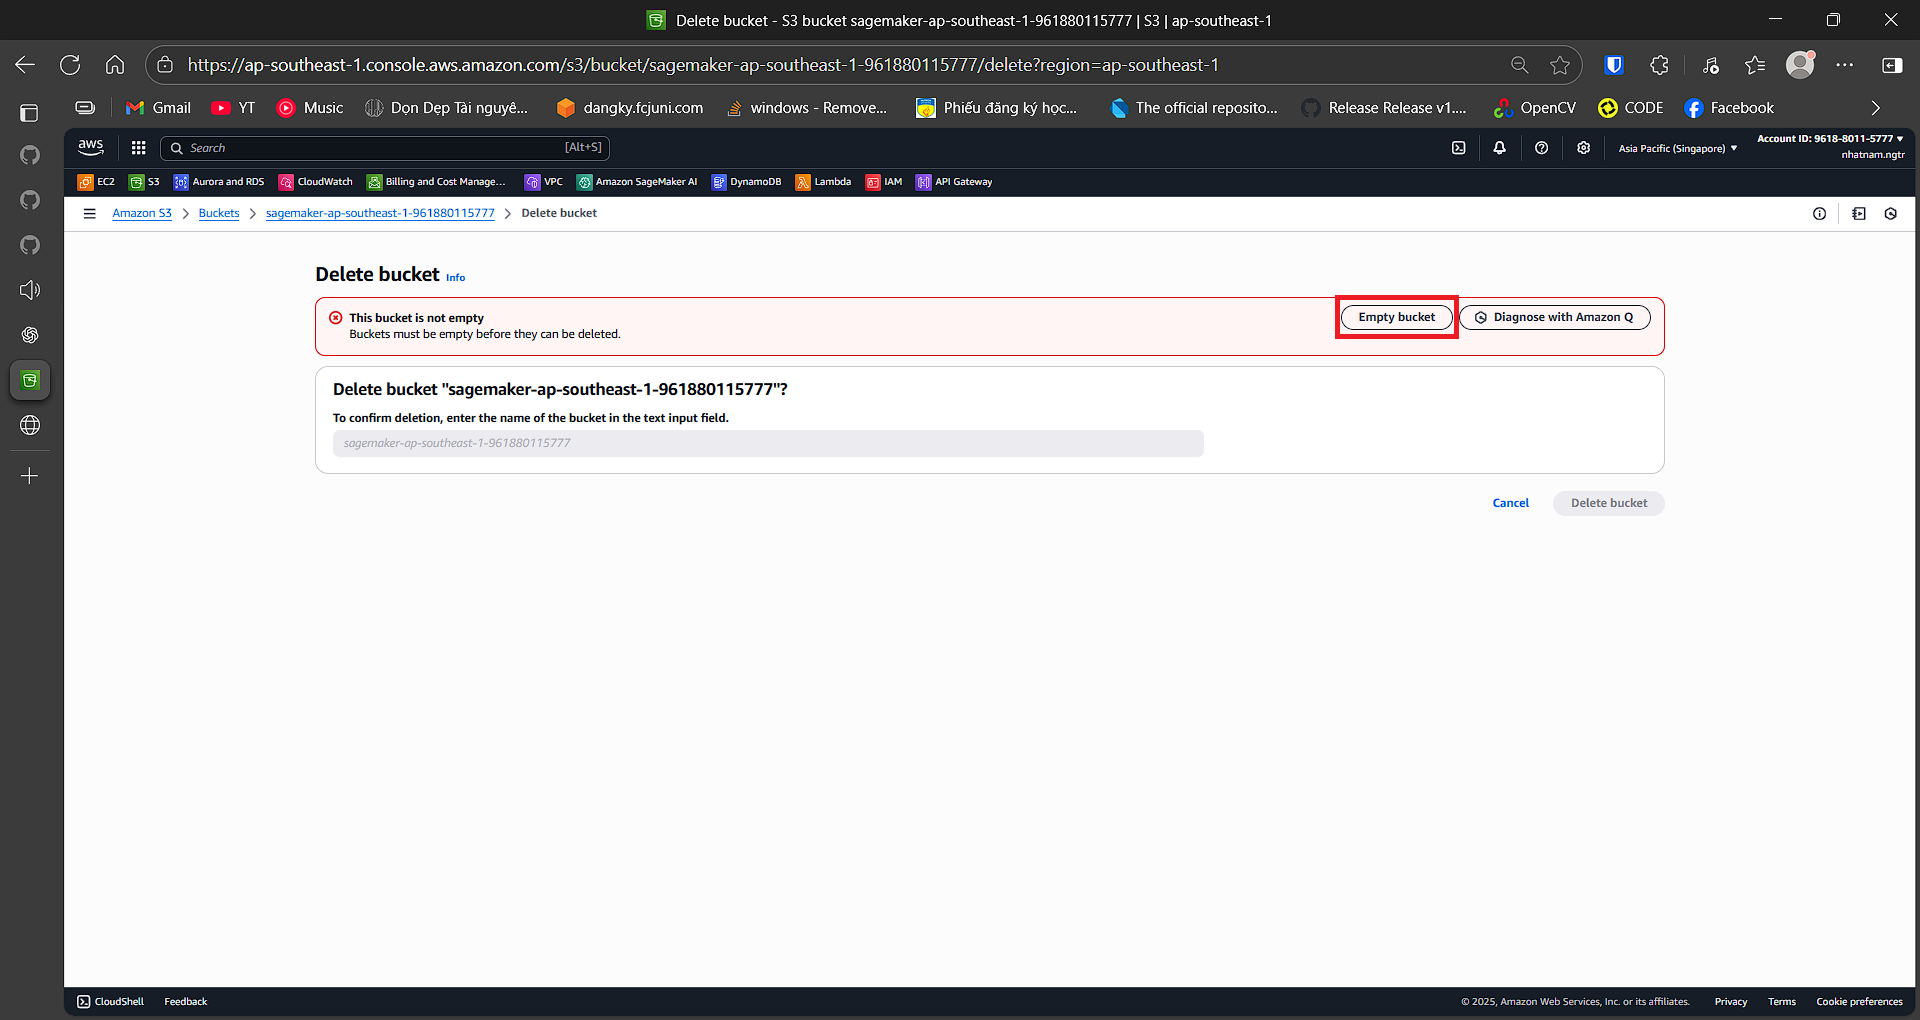 Delete bucket - S3 bucket sagemaker-ap-southeast-1-961880115777 | S3 | ap-southeast-1
https://ap-southeast-1.console.aws.amazon.com/s3/bucket/sagemaker-ap-southeast-1-961880115777/delete?region=ap-southeast-1
Gmail YT Music Dọn Dẹp Tài nguyê... dangky.fcjuni.com windows - Remove... Phiếu đăng ký học... The official reposito... Release Release v1.... OpenCV CODE Facebook
aws Search [Alt+S] Asia Pacific (Singapore) Account ID: 9618-8011-5777
nhatnam.ngtr
EC2 S3 Aurora and RDS CloudWatch Billing and Cost Manage... VPC Amazon SageMaker AI DynamoDB Lambda IAM API Gateway
Amazon S3 > Buckets > sagemaker-ap-southeast-1-961880115777 > Delete bucket
Delete bucket Info
This bucket is not empty
Buckets must be empty before they can be deleted.
Empty bucket Diagnose with Amazon Q
Delete bucket "sagemaker-ap-southeast-1-961880115777"?
To confirm deletion, enter the name of the bucket in the text input field.
sagemaker-ap-southeast-1-961880115777
Cancel Delete bucket
CloudShell Feedback © 2025, Amazon Web Services, Inc. or its affiliates. Privacy Terms Cookie preferences